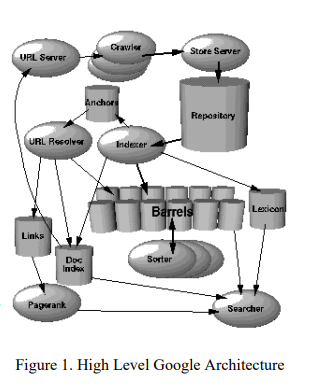 Crawler
URL Server
Store Server
Anchors
Repository
URL Resolver
Indexer
Barrels
Lexicon
Links
Doc
Index
Sorter
Pagerank
Searcher
Figure 1. High Level Google Architecture